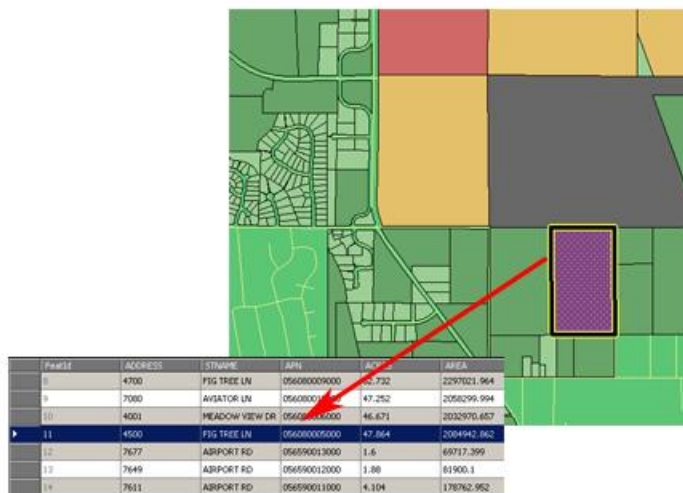 FeatId ADDRESS STNAME APN AREA
8 4700 FIG TREE LN 056080009000 2297021.964
9 7080 AVIATOR LN 47.252 2058299.994
10 4001 MEADOW VIEW DR 46.671 2032970.657
11 4500 FIG TREE LN 056080005000 47.864 2084942.862
12 7677 AIRPORT RD 056590013000 1.6 69717.399
13 7649 AIRPORT RD 056590012000 1.88 81900.1
14 7611 AIRPORT RD 056590011000 4.104 178762.952